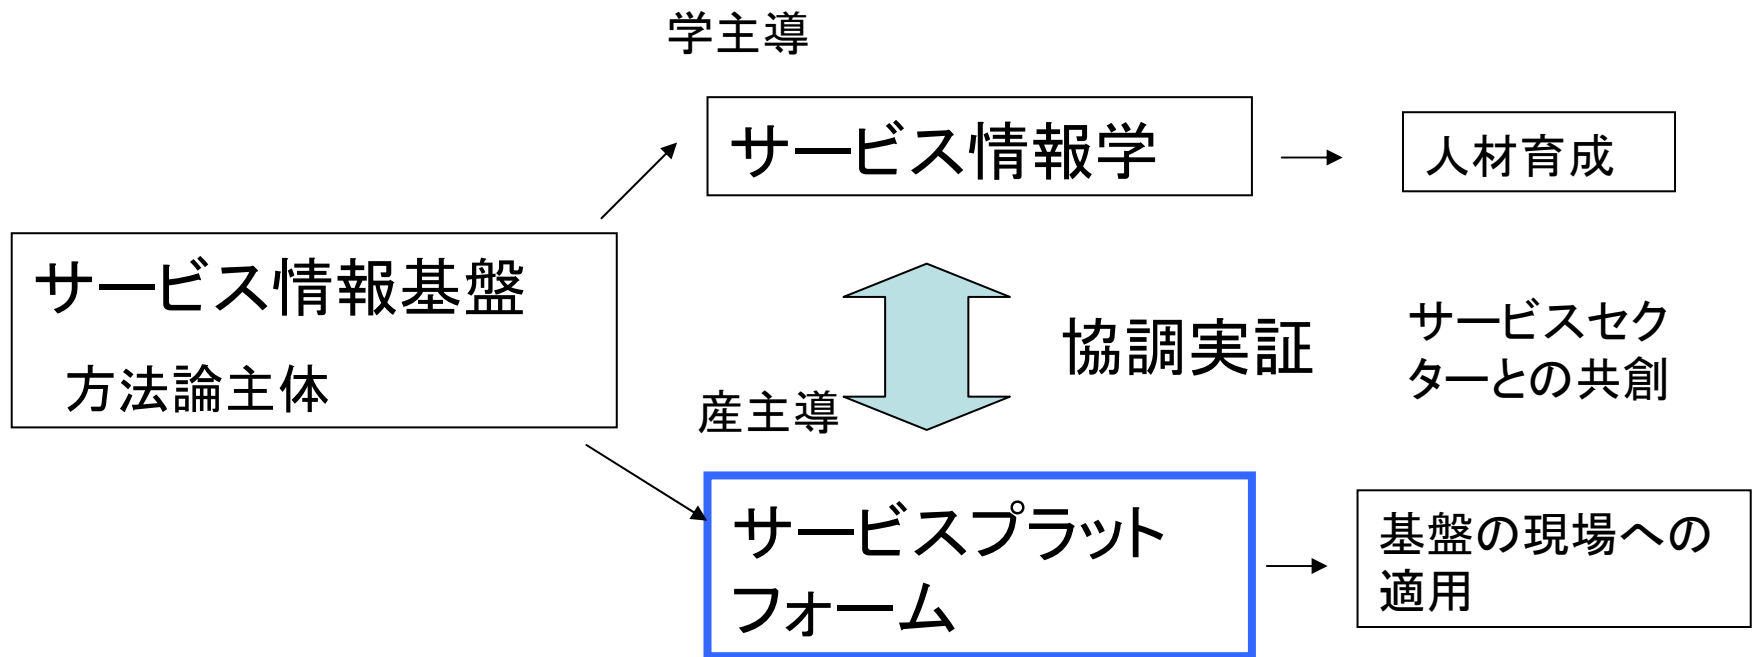 学主導
サービス情報学
人材育成
サービス情報基盤
方法論主体
協調実証
サービスセク
ターとの共創
産主導
サービスプラット
フォーム
基盤の現場への
適用